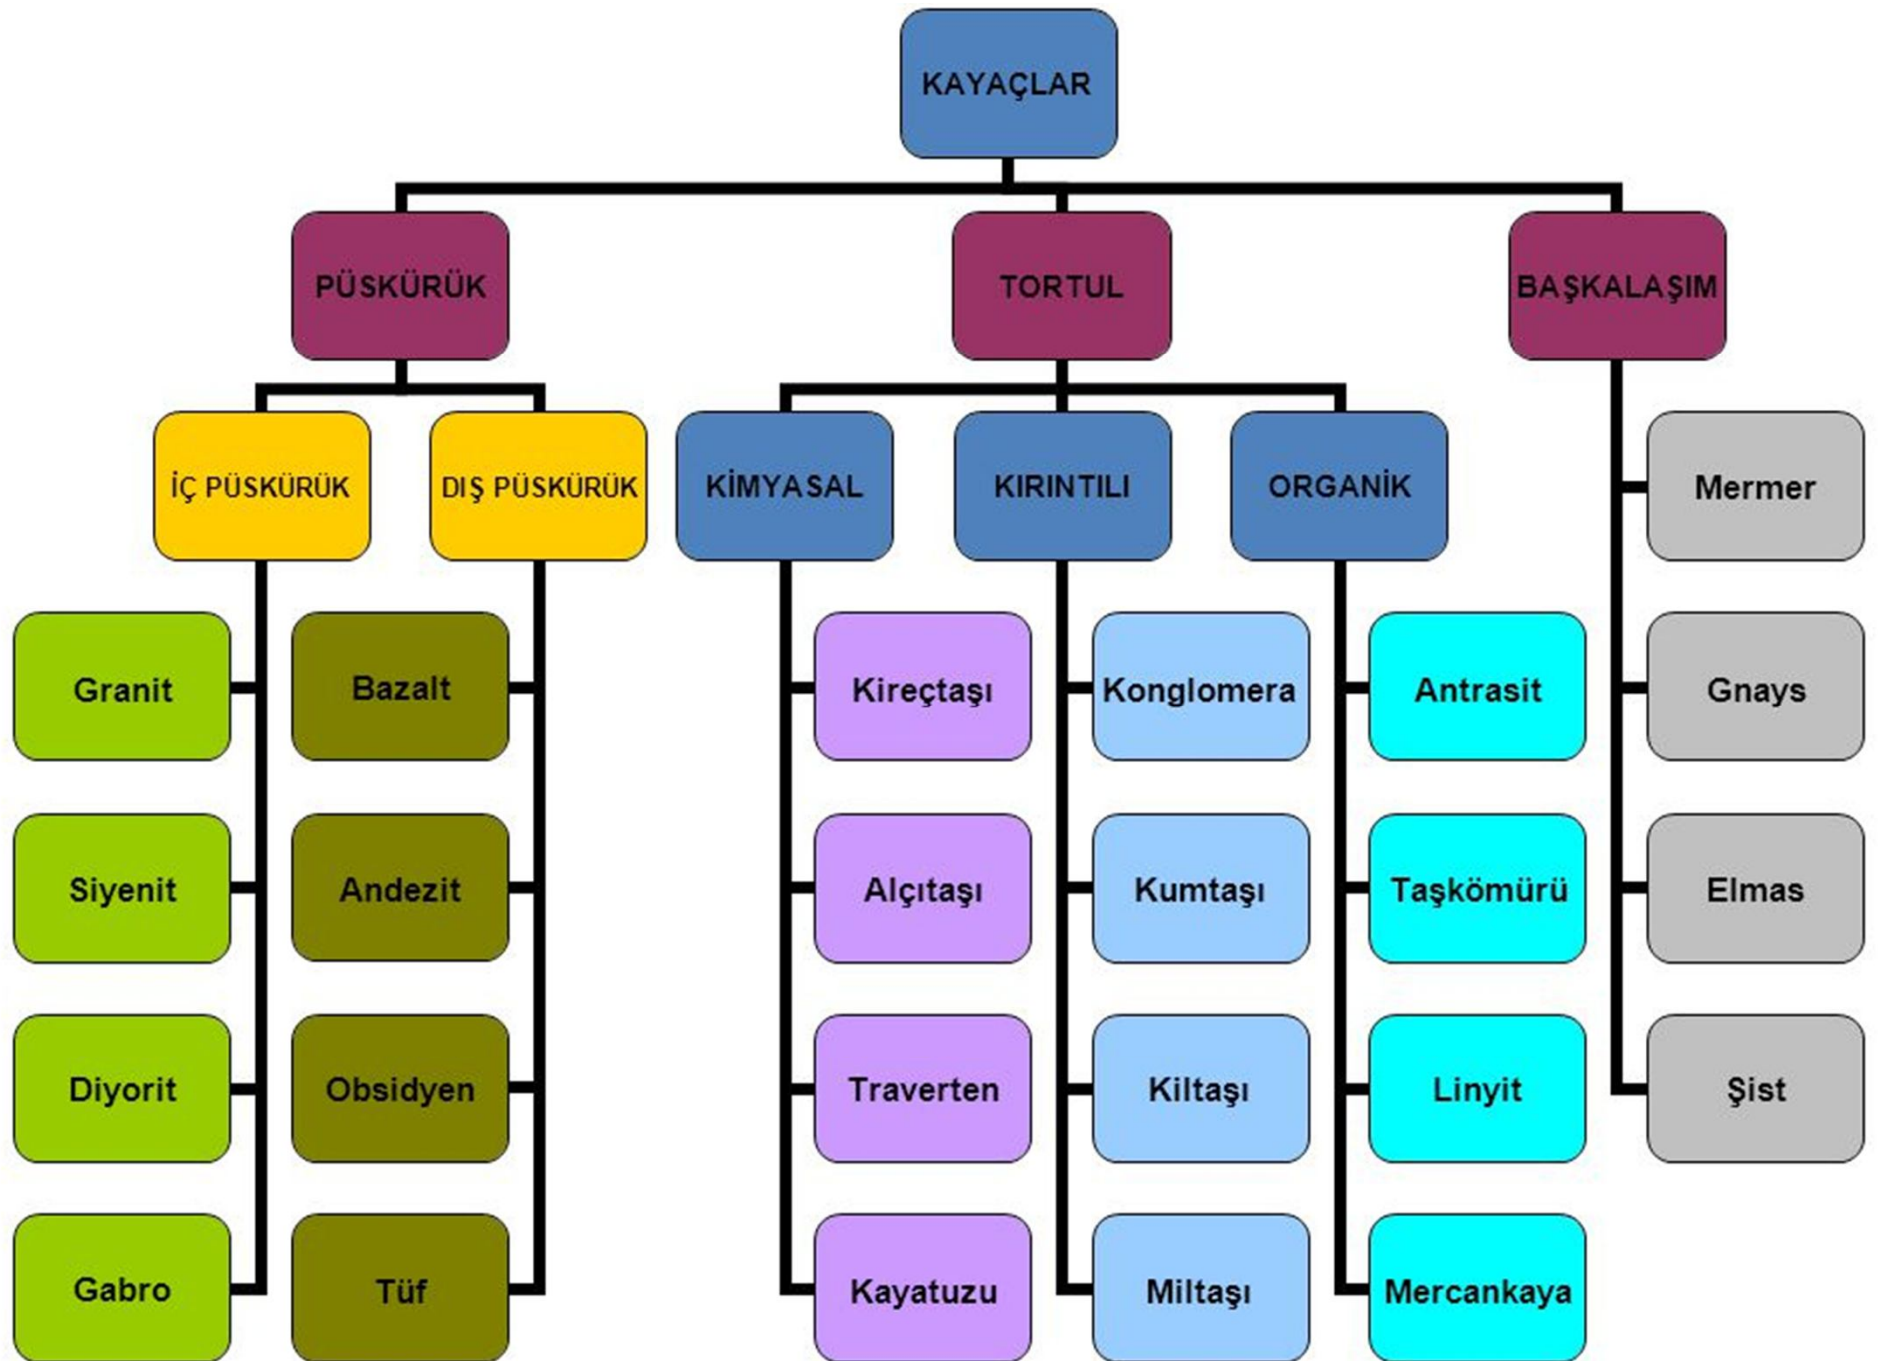 KAYAÇLAR
PÜSKÜRÜK
TORTUL
BAŞKALAŞIM
İÇ PÜSKÜRÜK
DIŞ PÜSKÜRÜK
KİMYASAL
KIRINTILI
ORGANİK
Mermer
Granit
Bazalt
Kireçtaşı
Konglomera
Antrasit
Gnays
Siyenit
Andezit
Alçıtaşı
Kumtaşı
Taşkömürü
Elmas
Diyorit
Obsidyen
Traverten
Kiltaşı
Linyit
Şist
Gabro
Tüf
Kayatuzu
Miltaşı
Mercankaya